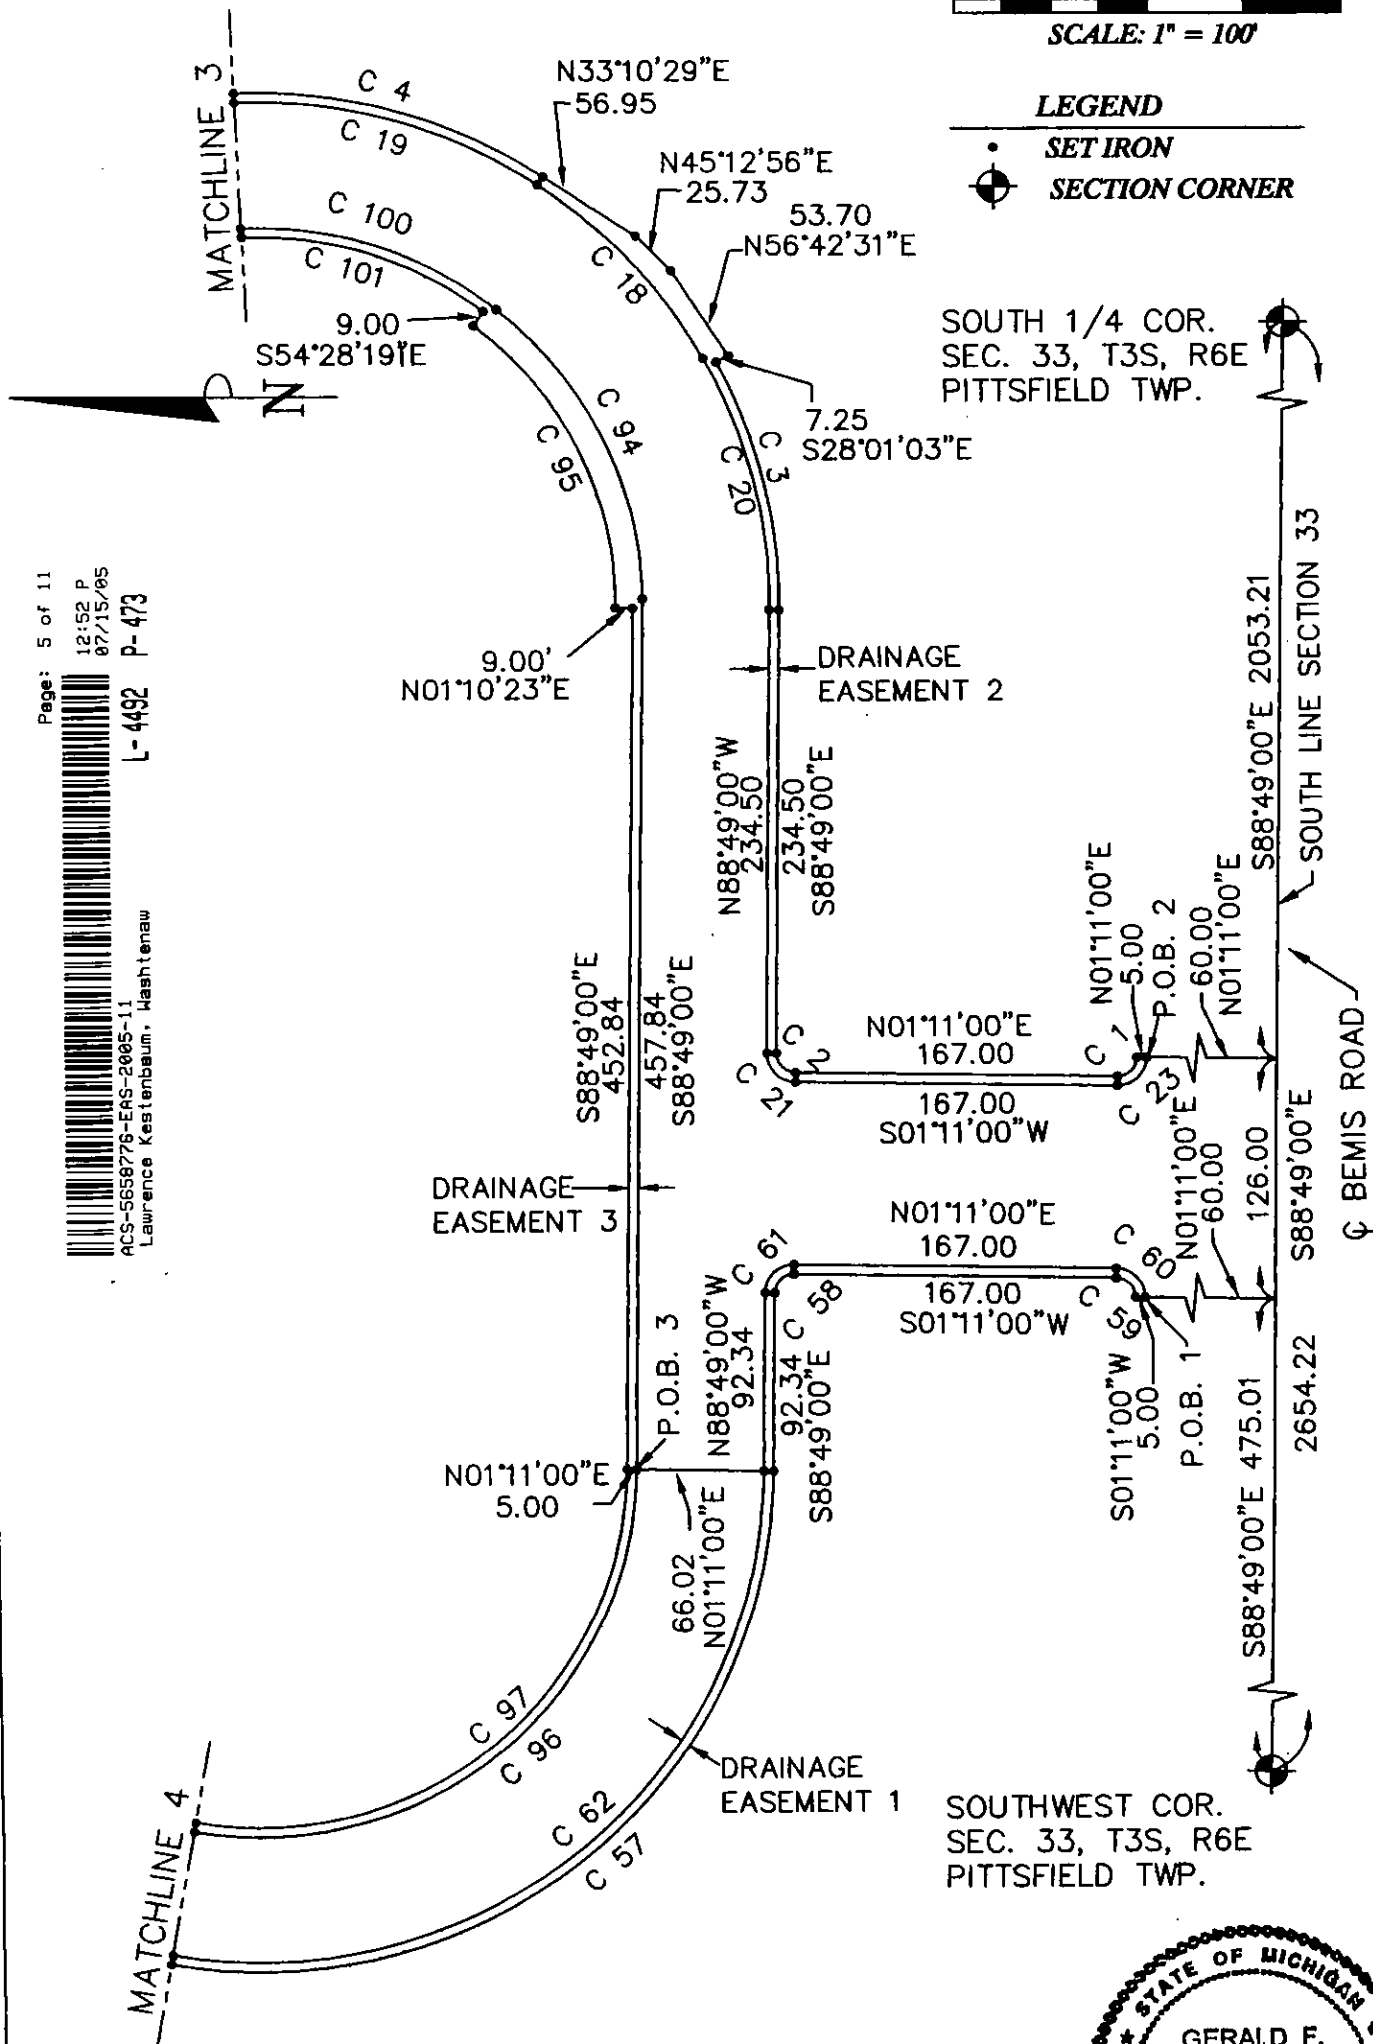 SCALE: 1" = 100'
LEGEND
SET IRON
SECTION CORNER
MATCHLINE 3
C 4
C 19
N33°10'29"E
56.95
N45°12'56"E
25.73
53.70
N56°42'31"E
C 100
C 101
C 18
9.00
S54°28'19"E
N
SOUTH 1/4 COR.
SEC. 33, T3S, R6E
PITTSFIELD TWP.
7.25
S28°01'03"E
C 94
C 95
C 3
C 20
Page: 5 of 11
12:52 P
07/15/05
L-4492 P-473
ACS-5658776-EAS-2005-11
Lawrence Kestenbaum, Washtenaw
9.00'
N01°10'23"E
DRAINAGE
EASEMENT 2
N88°49'00"W
234.50
234.50
S88°49'00"E
S88°49'00"E 2053.21
SOUTH LINE SECTION 33
S88°49'00"E
452.84
457.84
S88°49'00"E
N01°11'00"E
5.00
P.O.B. 2
60.00
N01°11'00"E
C 2
C 21
N01°11'00"E
167.00
167.00
S01°11'00"W
C 1
C 23
DRAINAGE
EASEMENT 3
N01°11'00"E
167.00
167.00
S01°11'00"W
C 61
C 58
C 60
C 59
N01°11'00"E
60.00
126.00
S88°49'00"E
℄ BEMIS ROAD
P.O.B. 3
N88°49'00"W
92.34
92.34
S88°49'00"E
S01°11'00"W
5.00
P.O.B. 1
S88°49'00"E 475.01
2654.22
N01°11'00"E
5.00
66.02
N01°11'00"E
C 97
C 96
C 62
C 57
DRAINAGE
EASEMENT 1
MATCHLINE 4
SOUTHWEST COR.
SEC. 33, T3S, R6E
PITTSFIELD TWP.
STATE OF MICHIGAN
GERALD F.